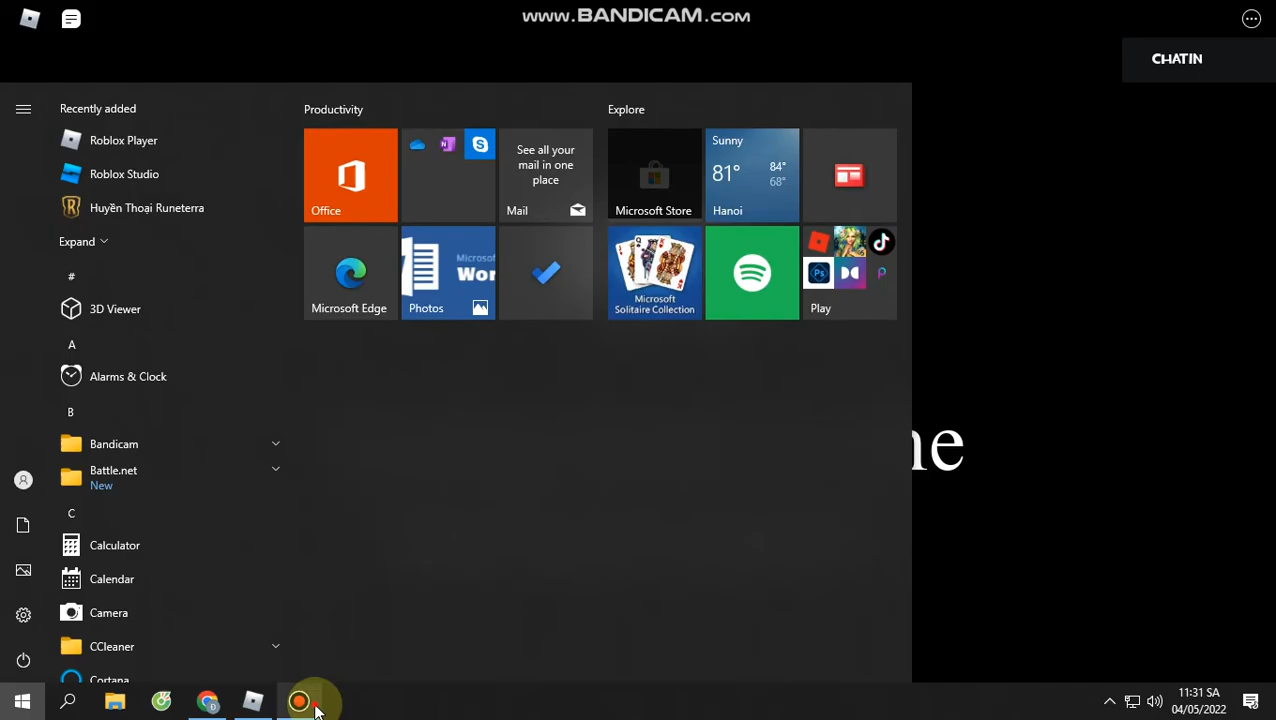 www.BANDICAM.com
CHATIN
Recently added
Roblox Player
Roblox Studio
Huyền Thoại Runeterra
Expand
#
3D Viewer
A
Alarms & Clock
B
Bandicam
Battle.net
New
C
Calculator
Calendar
Camera
CCleaner
Cortana
Productivity
Office
See all your
mail in one
place
Mail
Microsoft Edge
Microsoft
Wor
Photos
Explore
Microsoft Store
Sunny
81°
84°
68°
Hanoi
Microsoft
Solitaire Collection
Ps
Play
ne
11:31 SA
04/05/2022